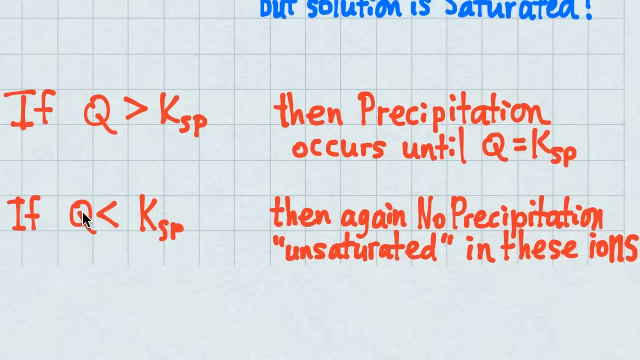 but solution is Saturated!
If Q > Ksp then Precipitation
occurs until Q = Ksp
If Q < Ksp then again No Precipitation
"unsaturated" in these ions